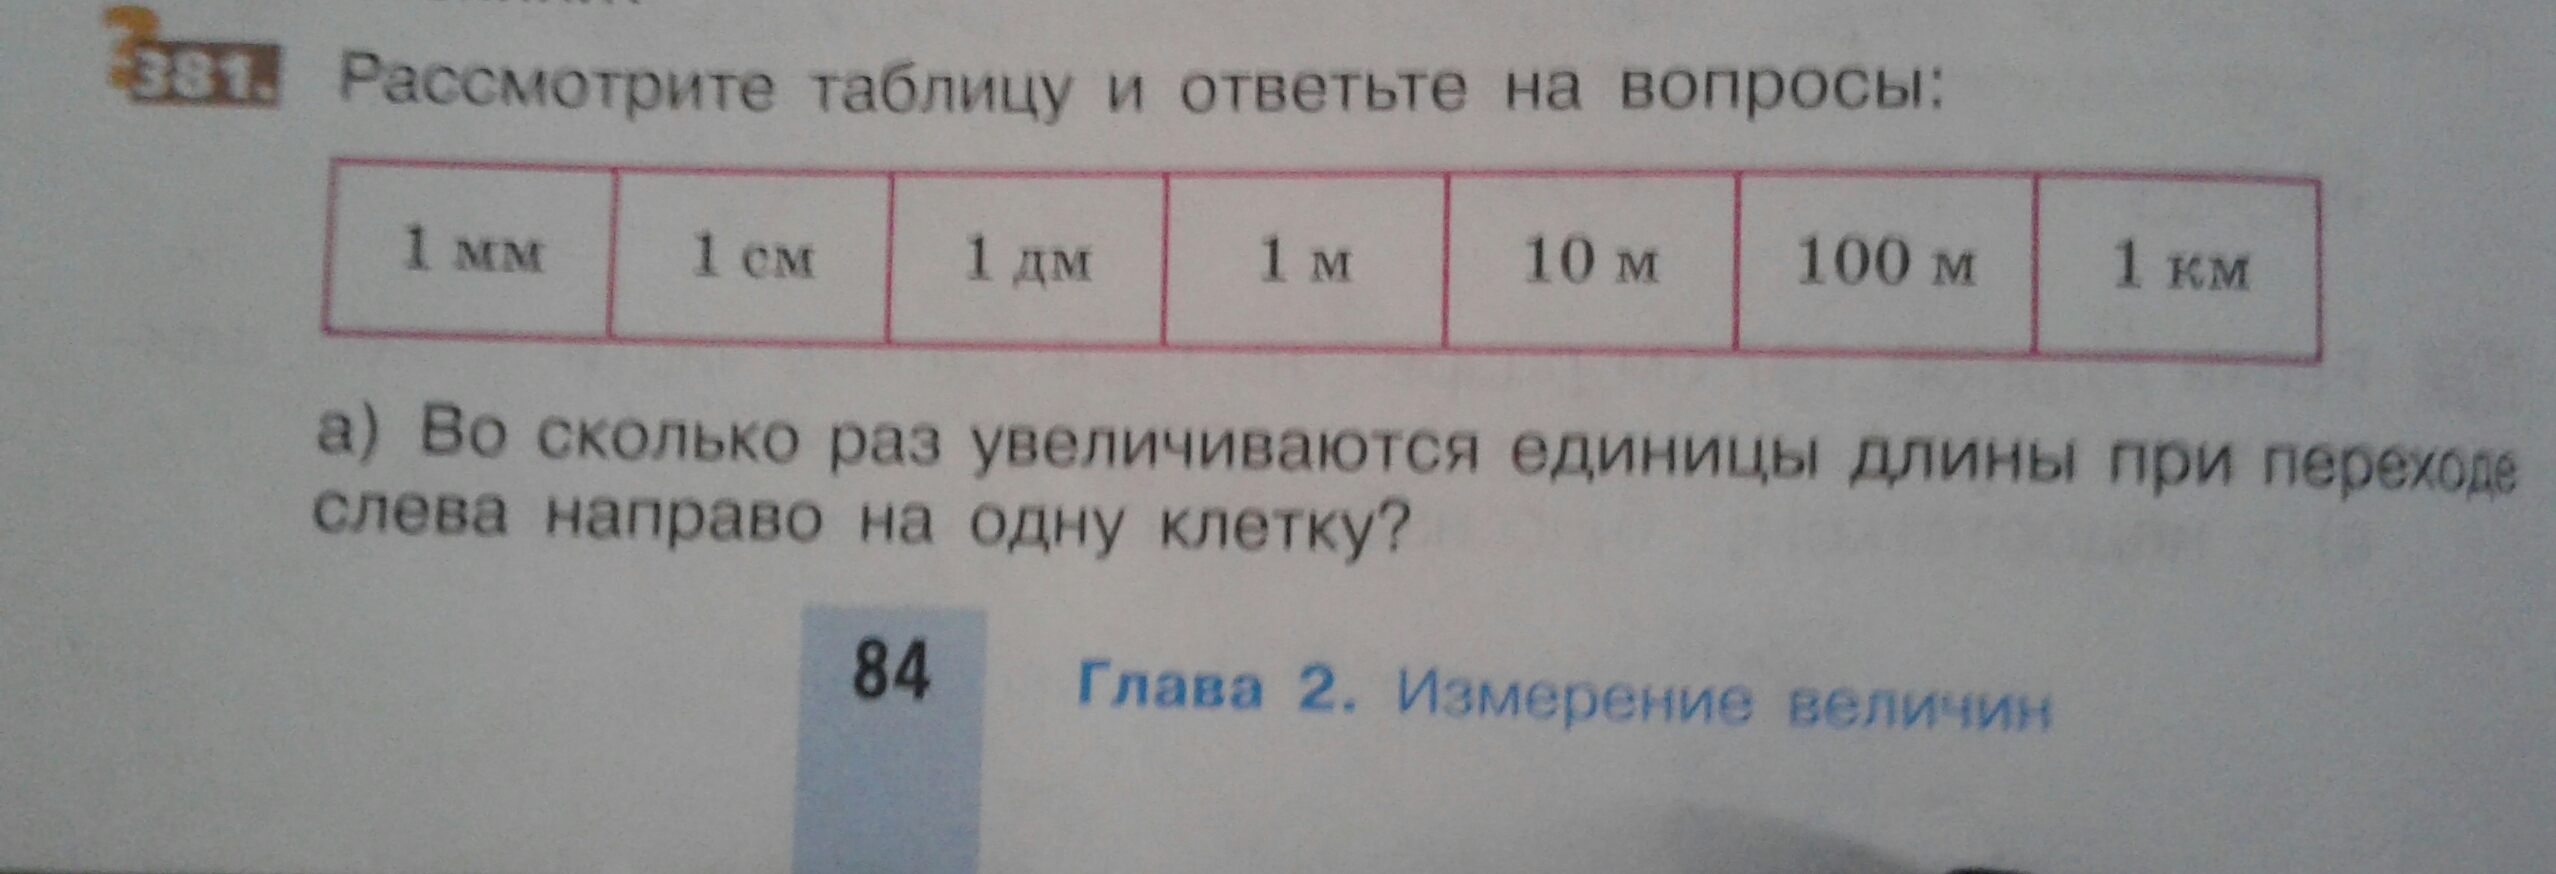 381. Рассмотрите таблицу и ответьте на вопросы:
1 мм 1 см 1 дм 1 м 10 м 100 м 1 км
а) Во сколько раз увеличиваются единицы длины при переходе
слева направо на одну клетку?
84 Глава 2. Измерение величин